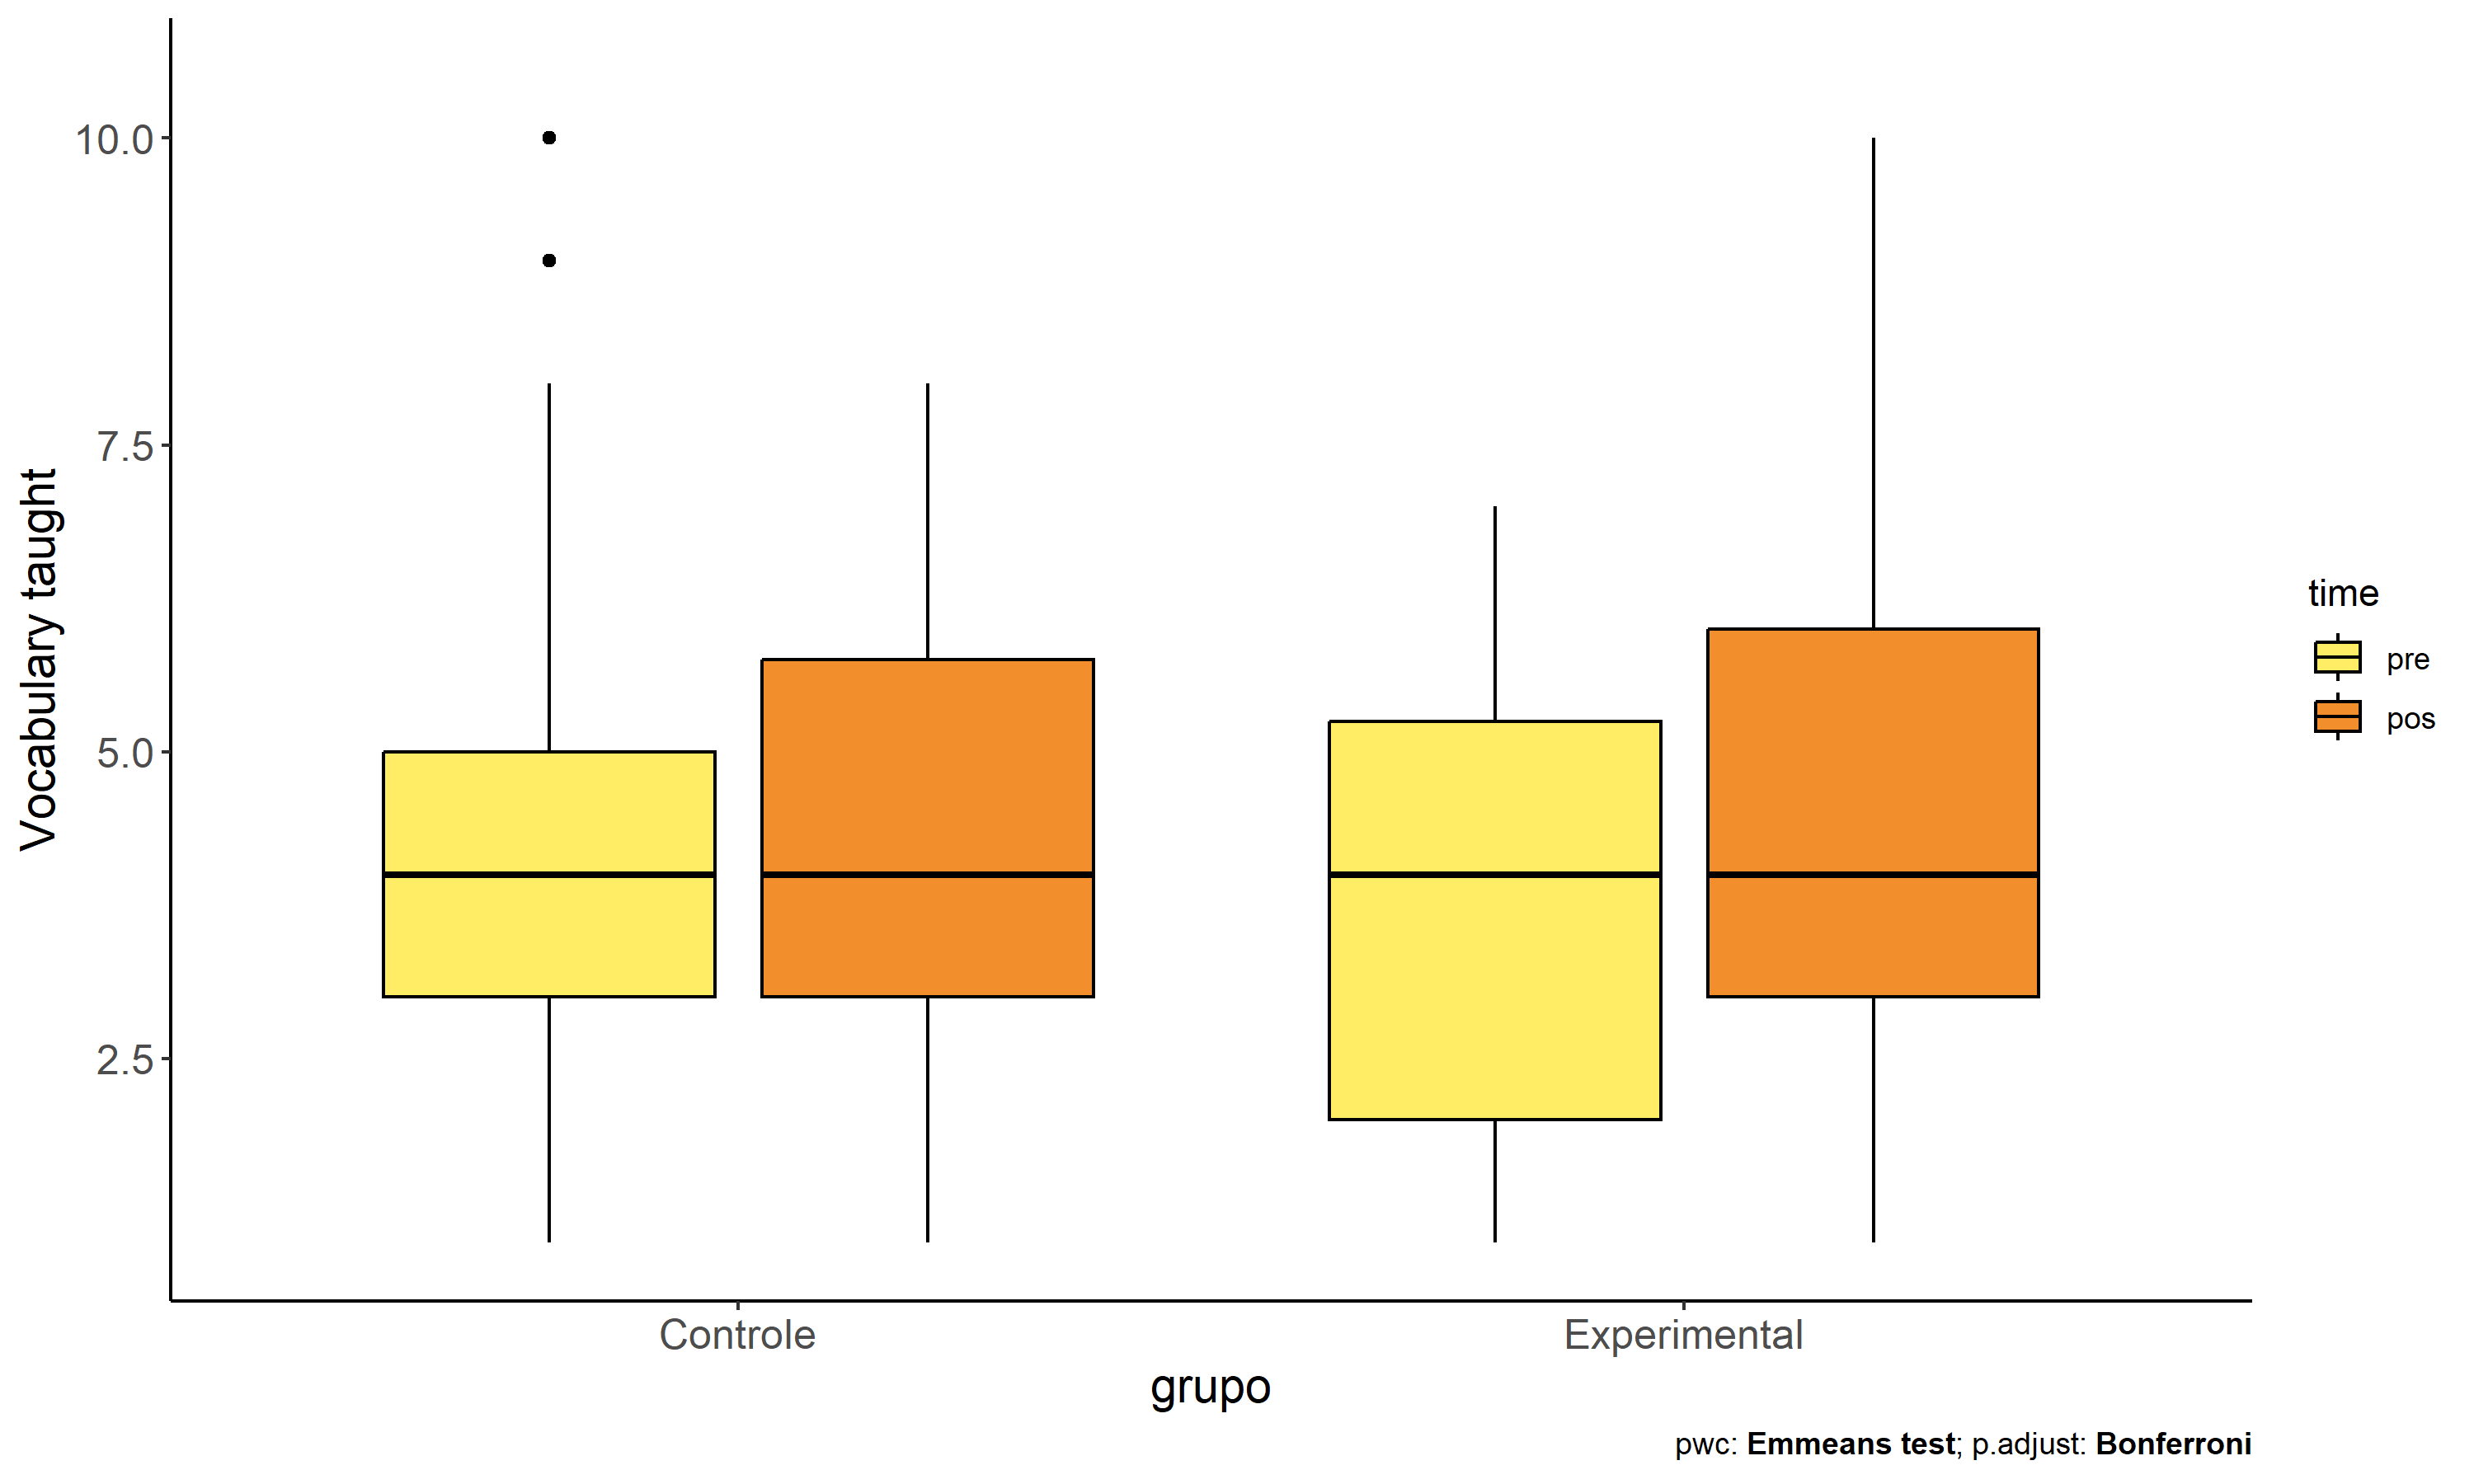 Vocabulary taught
10.0
7.5
5.0
2.5
Controle
Experimental
grupo
time
pre
pos
pwc: Emmeans test; p.adjust: Bonferroni